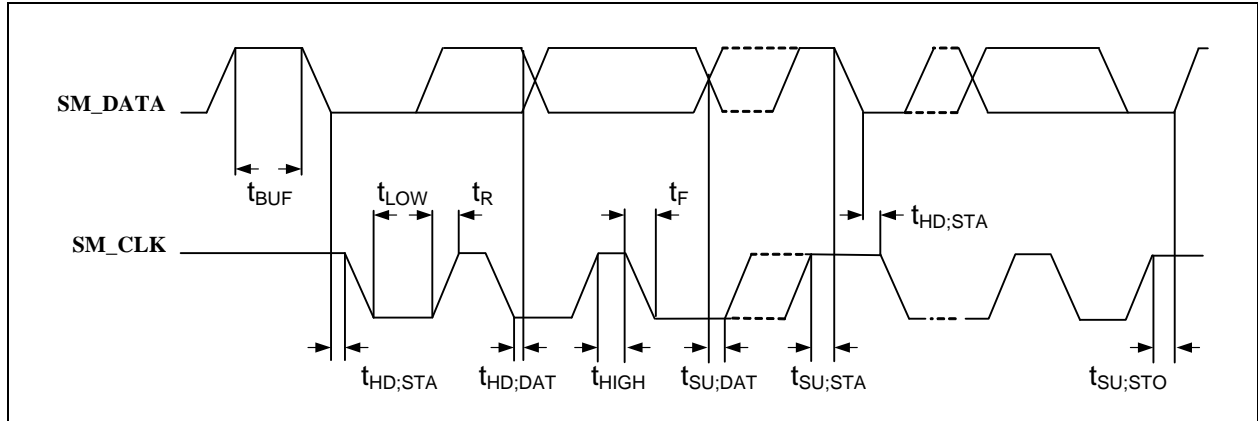 SM_DATA
tBUF
tLOW
tR
tF
tHD;STA
SM_CLK
tHD;STA
tHD;DAT
tHIGH
tSU;DAT
tSU;STA
tSU;STO